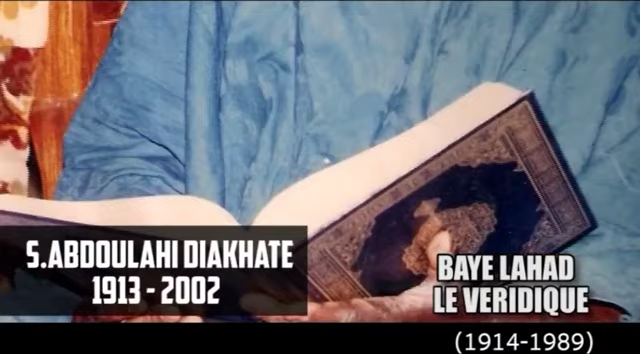 S.ABDOULAHI DIAKHATE
1913 - 2002
BAYE LAHAD
LE VERIDIQUE
(1914-1989)